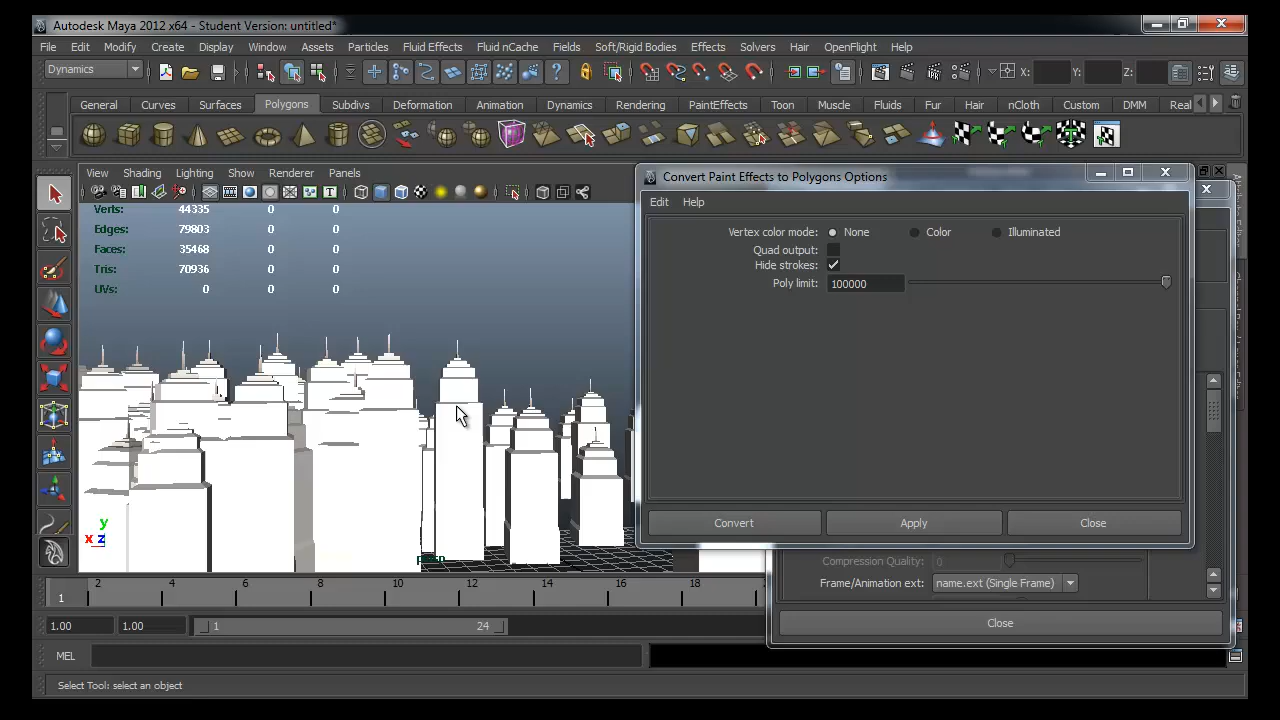 Autodesk Maya 2012 x64 - Student Version: untitled*
File Edit Modify Create Display Window Assets Particles Fluid Effects Fluid nCache Fields Soft/Rigid Bodies Effects Solvers Hair OpenFlight Help
Dynamics X: Y: Z:
General Curves Surfaces Polygons Subdivs Deformation Animation Dynamics Rendering PaintEffects Toon Muscle Fluids Fur Hair nCloth Custom DMM Real
View Shading Lighting Show Renderer Panels
Convert Paint Effects to Polygons Options
Edit Help
Verts: 44335 0 0
Edges: 79803 0 0
Faces: 35468 0 0
Tris: 70936 0 0
UVs: 0 0 0
Vertex color mode: None Color Illuminated
Quad output:
Hide strokes:
Poly limit: 100000
Convert Apply Close
y
x z
persp
Compression Quality: 0
Frame/Animation ext: name.ext (Single Frame)
Close
1 2 4 6 8 10 12 14 16 18
1.00 1.00 1 24
MEL
Select Tool: select an object